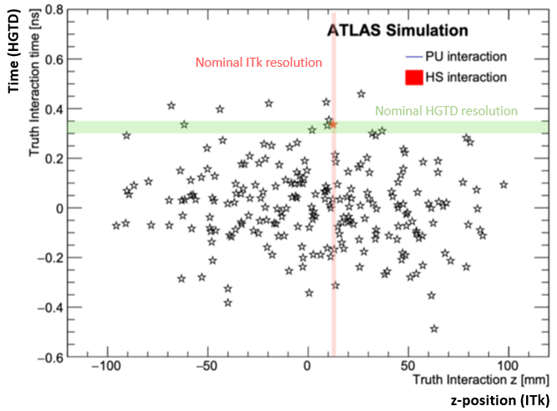 Time (HGTD)
Truth Interaction time [ns]
0.8
0.6
0.4
0.2
0
−0.2
−0.4
−0.6
ATLAS Simulation
Nominal ITk resolution
PU interaction
HS interaction
Nominal HGTD resolution
−100 −50 0 50 100
Truth Interaction z [mm]
z-position (ITk)